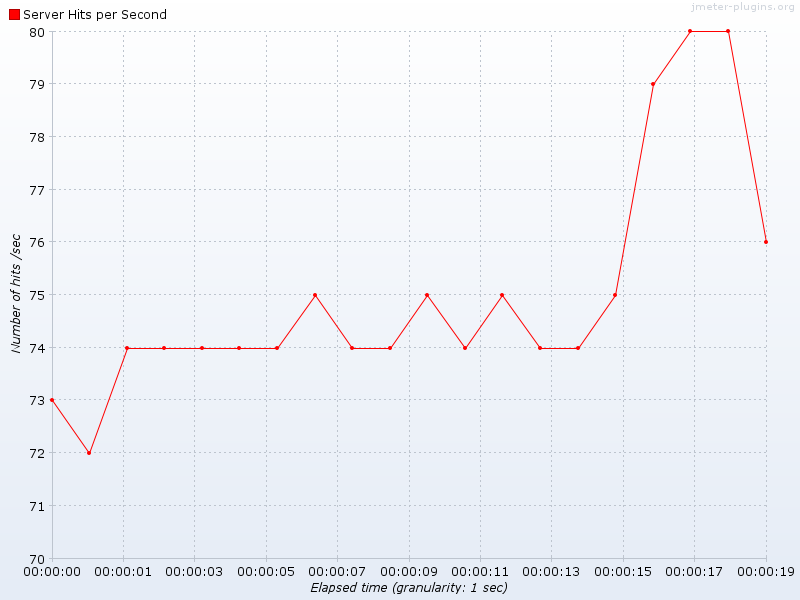 jmeter-plugins.org
Server Hits per Second
80
79
78
77
76
75
74
73
72
71
70
Number of hits /sec
00:00:00 00:00:01 00:00:03 00:00:05 00:00:07 00:00:09 00:00:11 00:00:13 00:00:15 00:00:17 00:00:19
Elapsed time (granularity: 1 sec)